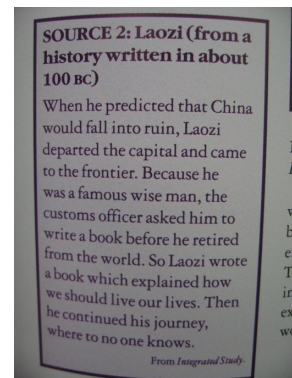 SOURCE 2: Laozi (from a
history written in about
100 BC)
When he predicted that China
would fall into ruin, Laozi
departed the capital and came
to the frontier. Because he
was a famous wise man, the
customs officer asked him to
write a book before he retired
from the world. So Laozi wrote
a book which explained how
we should live our lives. Then
he continued his journey,
where to no one knows.
From Integrated Study.